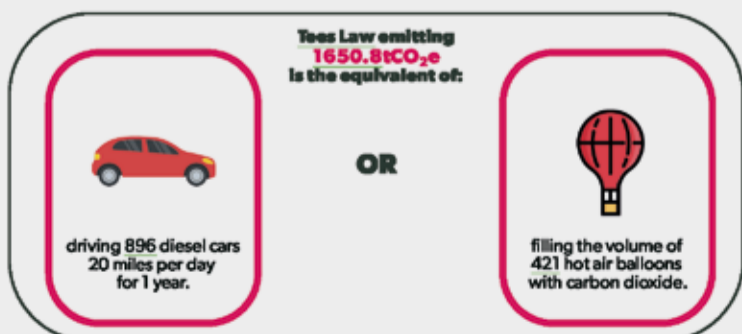 Tees Law emitting
1650.8tCO₂e
is the equivalent of:
OR
driving 896 diesel cars
20 miles per day
for 1 year.
filling the volume of
421 hot air balloons
with carbon dioxide.